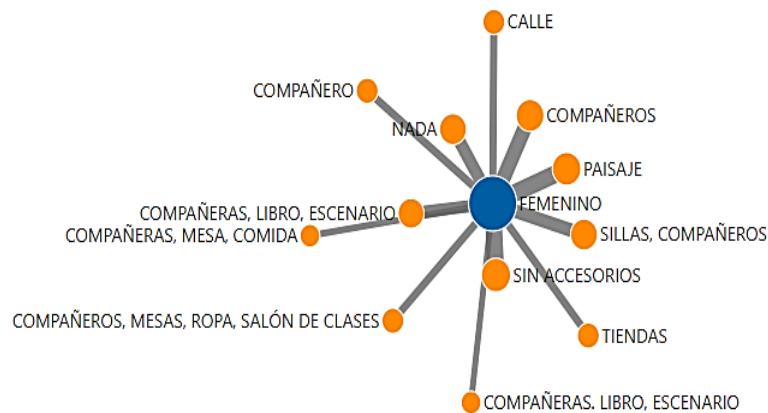 CALLE
COMPAÑERO
COMPAÑEROS
NADA
PAISAJE
FEMENINO
COMPAÑERAS, LIBRO, ESCENARIO
SILLAS, COMPAÑEROS
COMPAÑERAS, MESA, COMIDA
SIN ACCESORIOS
COMPAÑEROS, MESAS, ROPA, SALÓN DE CLASES
TIENDAS
COMPAÑERAS. LIBRO, ESCENARIO